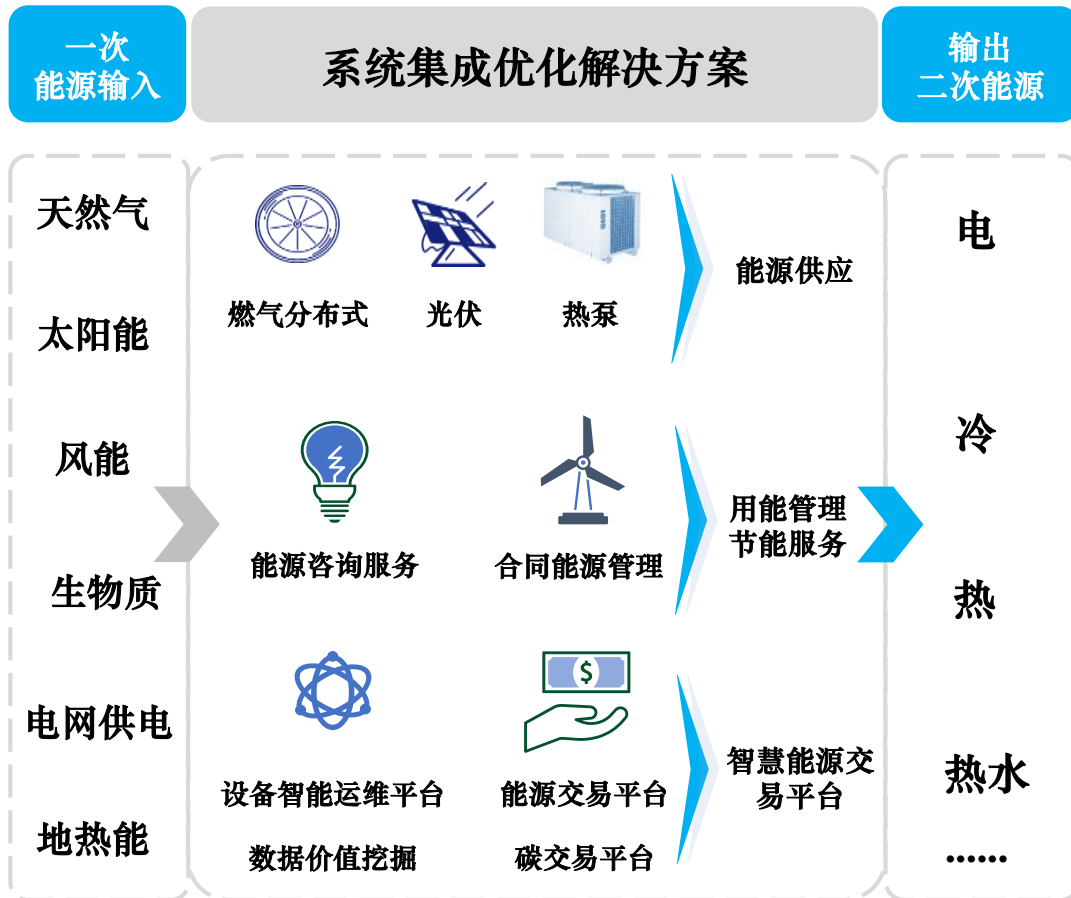 一次
能源输入
系统集成优化解决方案
输出
二次能源
天然气
太阳能
风能
生物质
电网供电
地热能
燃气分布式
光伏
热泵
能源供应
$
能源咨询服务
合同能源管理
用能管理
节能服务
设备智能运维平台
能源交易平台
数据价值挖掘
碳交易平台
智慧能源交
易平台
电
冷
热
热水
......